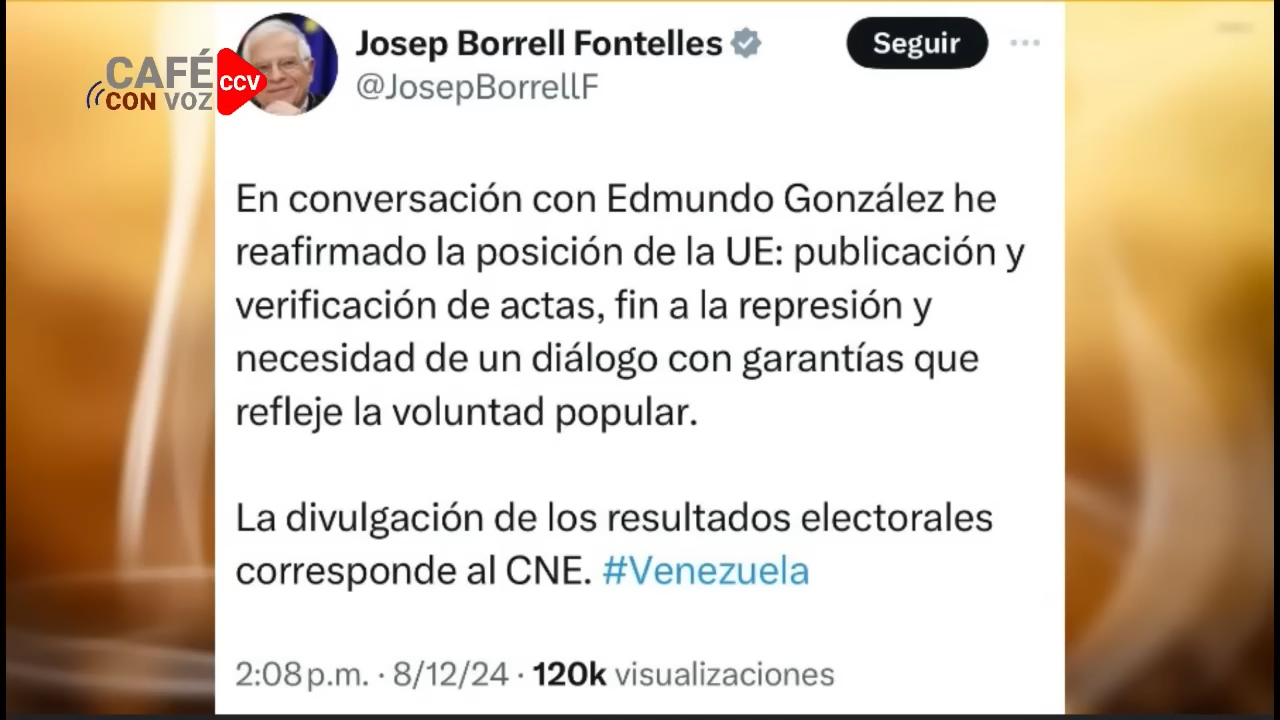 Josep Borrell Fontelles
Seguir
@JosepBorrellF
CAFÉ
CON VOZ
CCV
En conversación con Edmundo González he
reafirmado la posición de la UE: publicación y
verificación de actas, fin a la represión y
necesidad de un diálogo con garantías que
refleje la voluntad popular.
La divulgación de los resultados electorales
corresponde al CNE. #Venezuela
2:08 p.m. · 8/12/24 · 120k visualizaciones